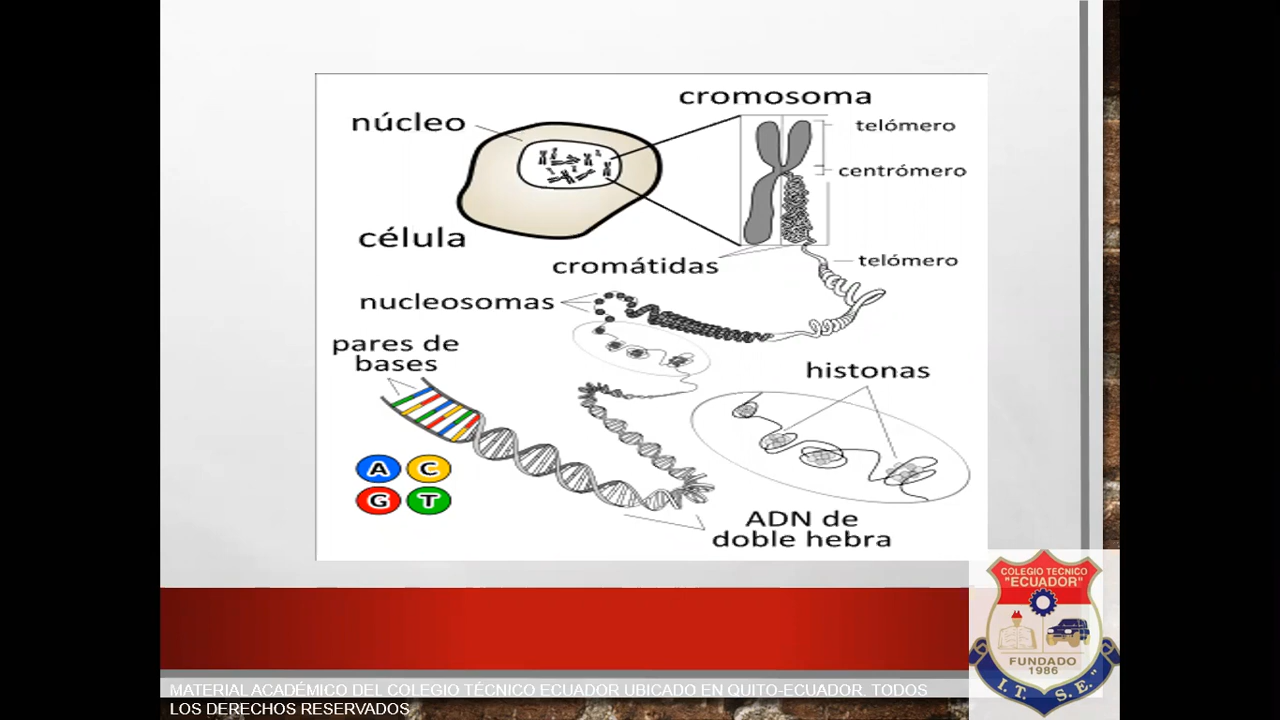 cromosoma
núcleo
telómero
centrómero
célula
cromátidas
telómero
nucleosomas
pares de
bases
histonas
A C
G T
ADN de
doble hebra
COLEGIO TÉCNICO
"ECUADOR"
FUNDADO
1986
I.T. S.E."
MATERIAL ACADÉMICO DEL COLEGIO TÉCNICO ECUADOR UBICADO EN QUITO-ECUADOR. TODOS
LOS DERECHOS RESERVADOS